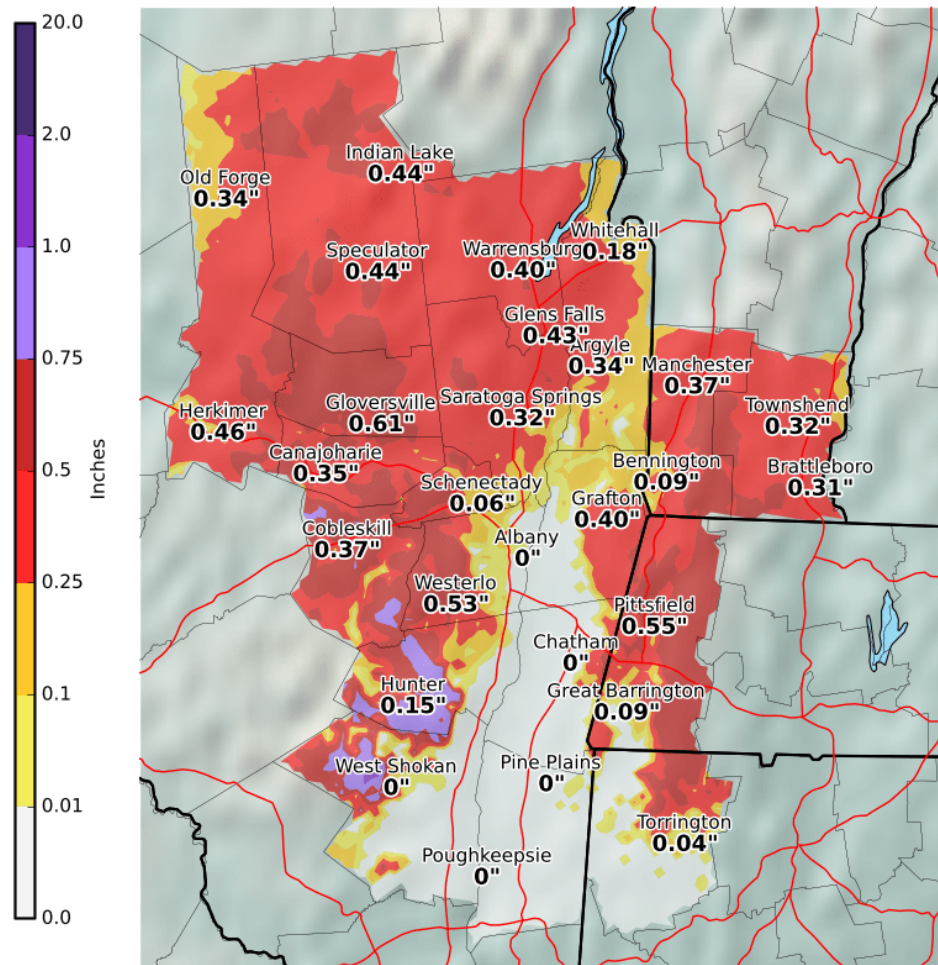 20.0
2.0
1.0
0.75
0.5
0.25
0.1
0.01
0.0
Inches
Indian Lake
0.44"
Old Forge
0.34"
Whitehall
0.18"
Speculator
0.44"
Warrensburg
0.40"
Glens Falls
0.43"
Argyle
0.34"
Manchester
0.37"
Saratoga Springs
0.32"
Gloversville
0.61"
Herkimer
0.46"
Townshend
0.32"
Canajoharie
0.35"
Bennington
0.09"
Brattleboro
0.31"
Schenectady
0.06"
Grafton
0.40"
Cobleskill
0.37"
Albany
0"
Westerlo
0.53"
Pittsfield
0.55"
Chatham
0"
Hunter
0.15"
Great Barrington
0.09"
West Shokan
0"
Pine Plains
0"
Torrington
0.04"
Poughkeepsie
0"